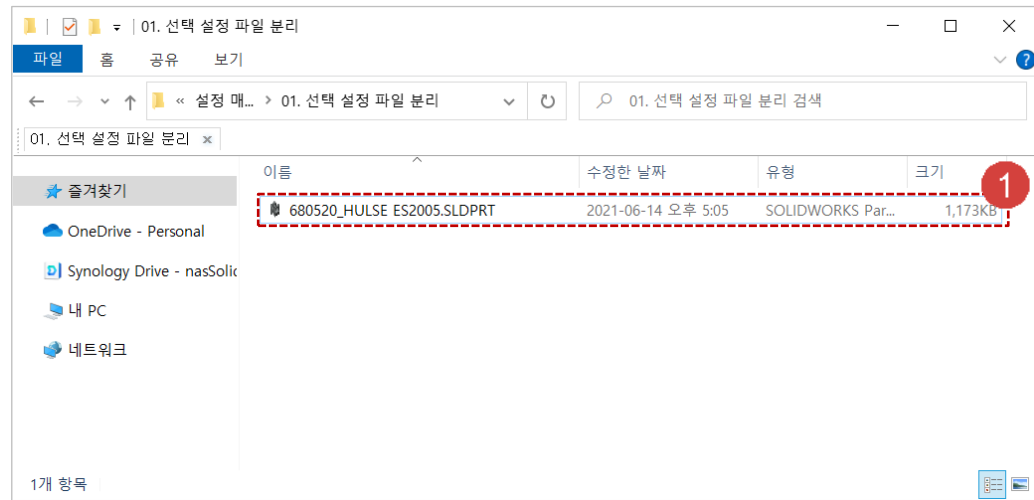 01. 선택 설정 파일 분리
파일 홈 공유 보기
« 설정 매... > 01. 선택 설정 파일 분리 01. 선택 설정 파일 분리 검색
01. 선택 설정 파일 분리
이름 수정한 날짜 유형 크기
1
680520_HULSE ES2005.SLDPRT 2021-06-14 오후 5:05 SOLIDWORKS Par... 1,173KB
즐겨찾기
OneDrive - Personal
Synology Drive - nasSolic
내 PC
네트워크
1개 항목